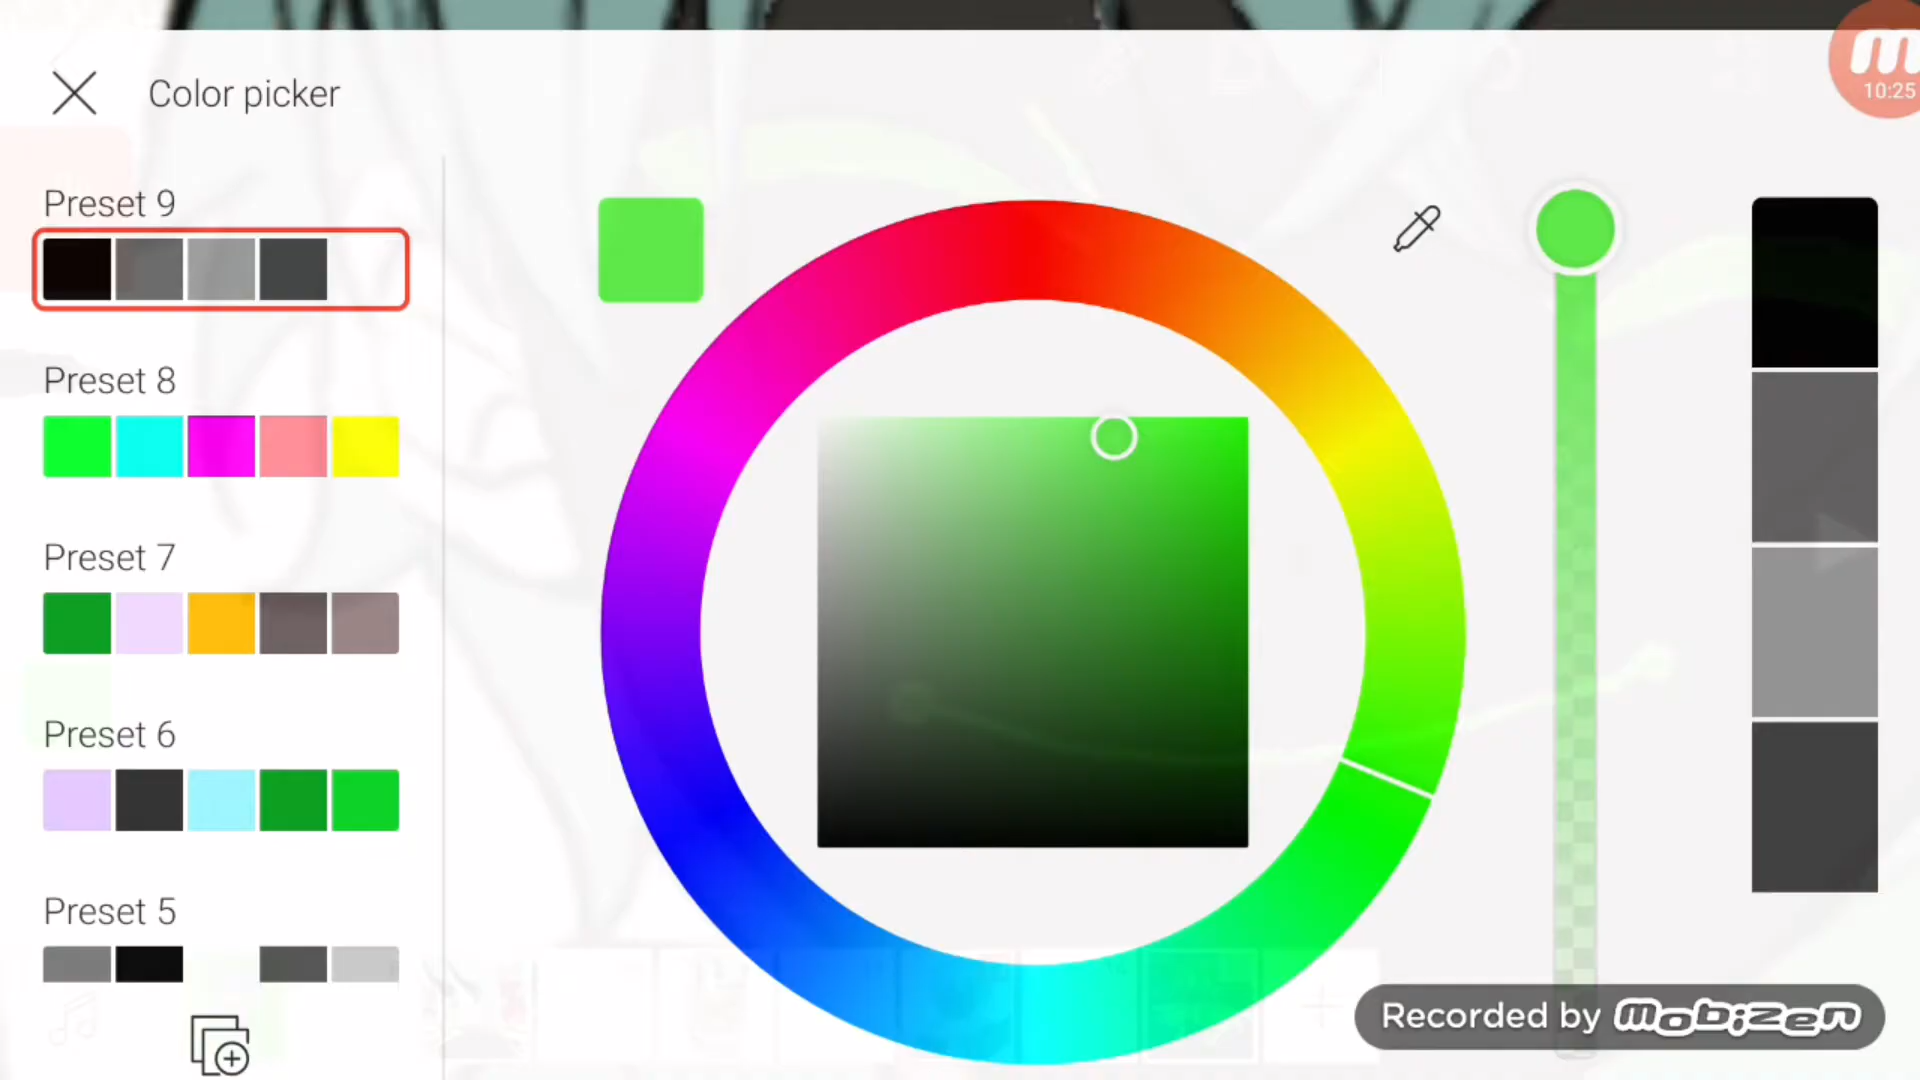 Color picker
10:25
Preset 9
Preset 8
Preset 7
Preset 6
Preset 5
Recorded by mobizen